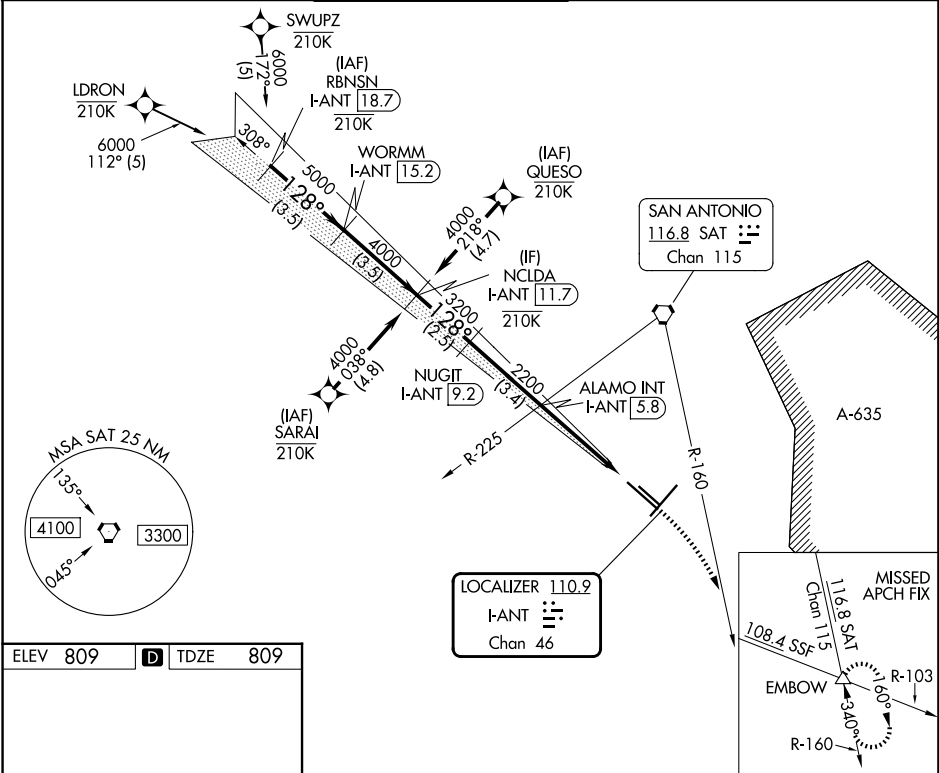 SWUPZ
210K
6000
172°
(5)
LDRON
210K
6000
112° (5)
(IAF)
RBNSN
I-ANT 18.7
210K
308°
5000
128°
(3.5)
WORMM
I-ANT 15.2
4000
(3.5)
(IAF)
QUESO
210K
4000
218°
(4.7)
(IF)
NCLDA
I-ANT 11.7
210K
3200
128°
(2.5)
SAN ANTONIO
116.8 SAT
Chan 115
4000
038°
(4.8)
(IAF)
SARAI
210K
NUGIT
I-ANT 9.2
2200
(3.4)
ALAMO INT
I-ANT 5.8
R-225
R-160
A-635
MSA SAT 25 NM
135°
4100
3300
045°
LOCALIZER 110.9
I-ANT
Chan 46
MISSED
APCH FIX
116.8 SAT
Chan 115
108.4 SSF
EMBOW
160°
R-103
340°
R-160
ELEV 809 D TDZE 809